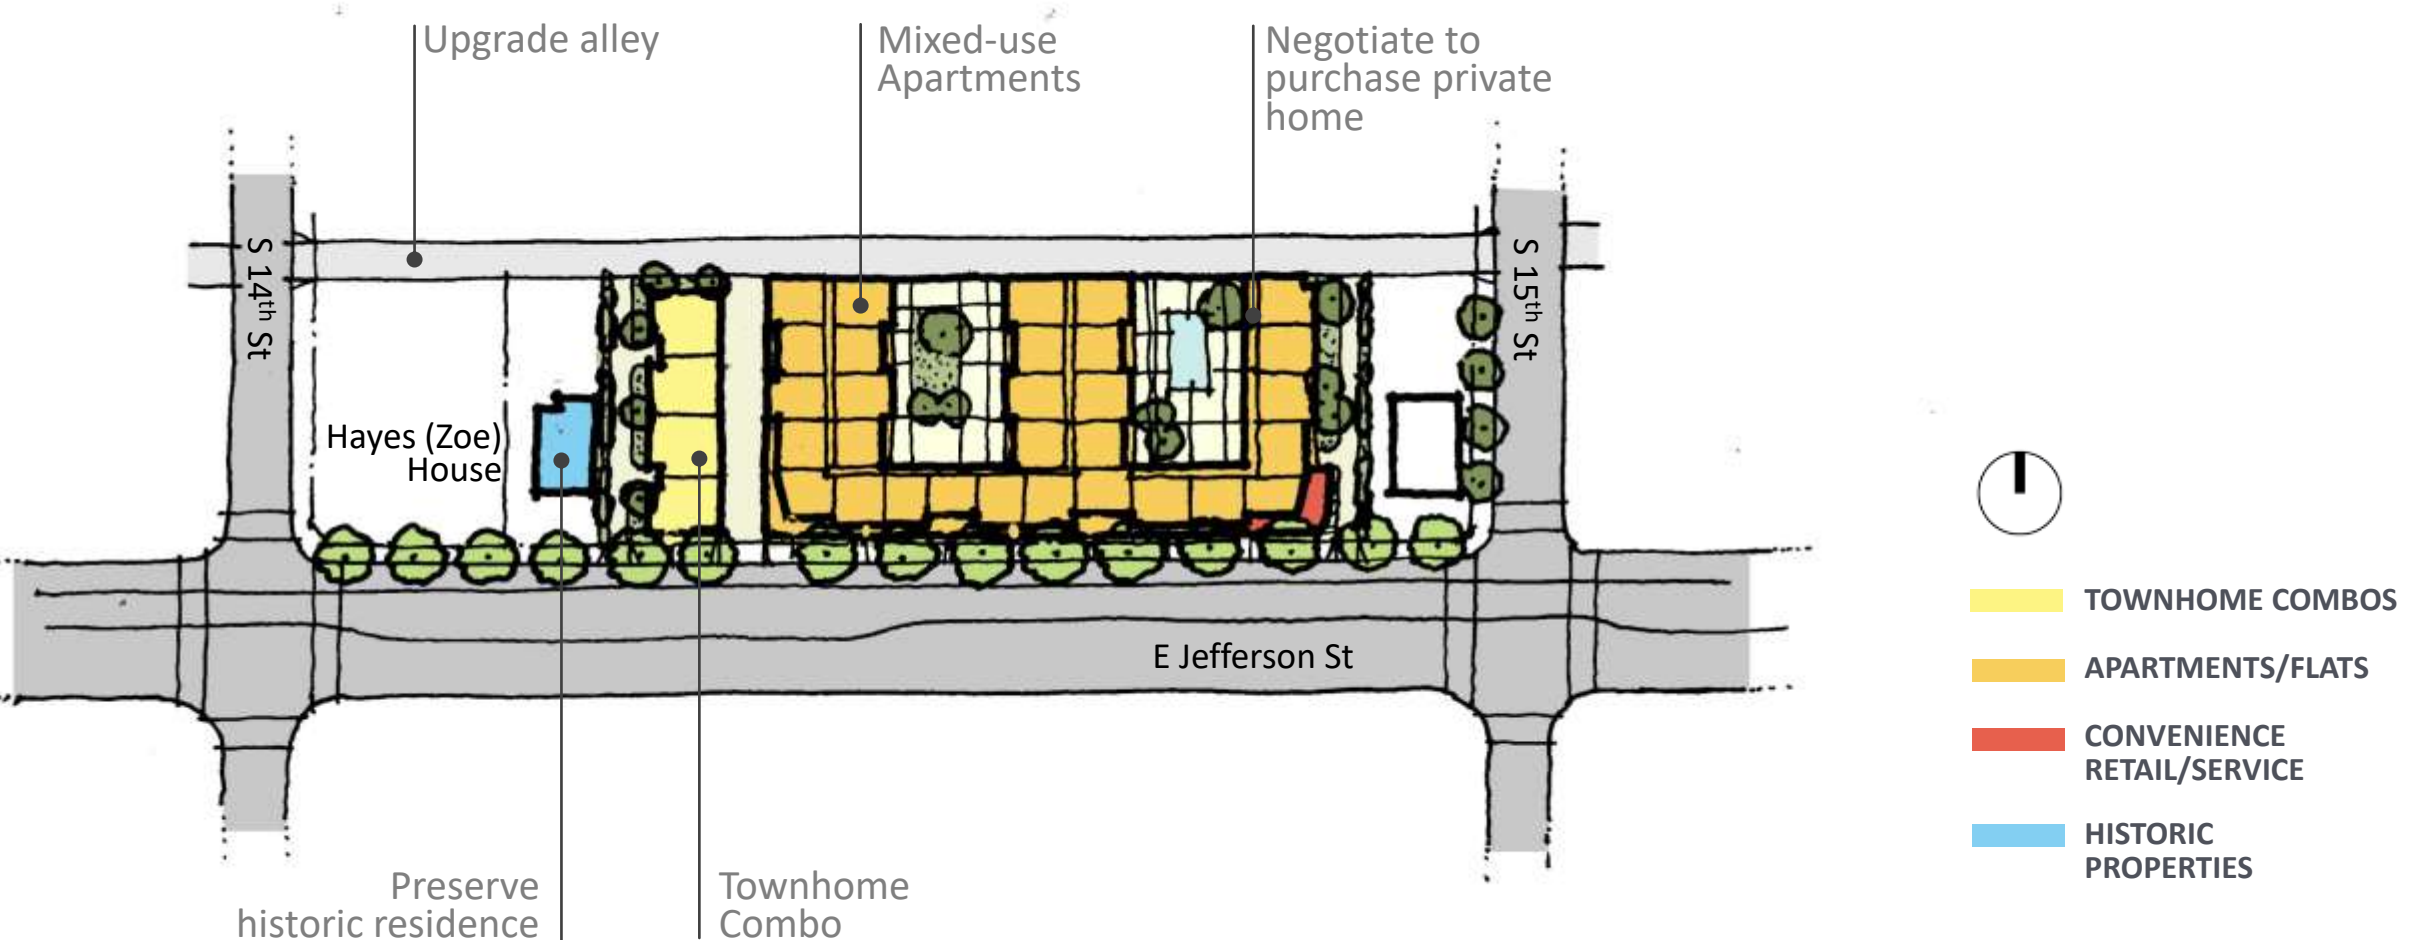 Upgrade alley
Mixed-use
Apartments
Negotiate to
purchase private
home
S 14th St
S 15th St
Hayes (Zoe)
House
E Jefferson St
Preserve
historic residence
Townhome
Combo
TOWNHOME COMBOS
APARTMENTS/FLATS
CONVENIENCE
RETAIL/SERVICE
HISTORIC
PROPERTIES